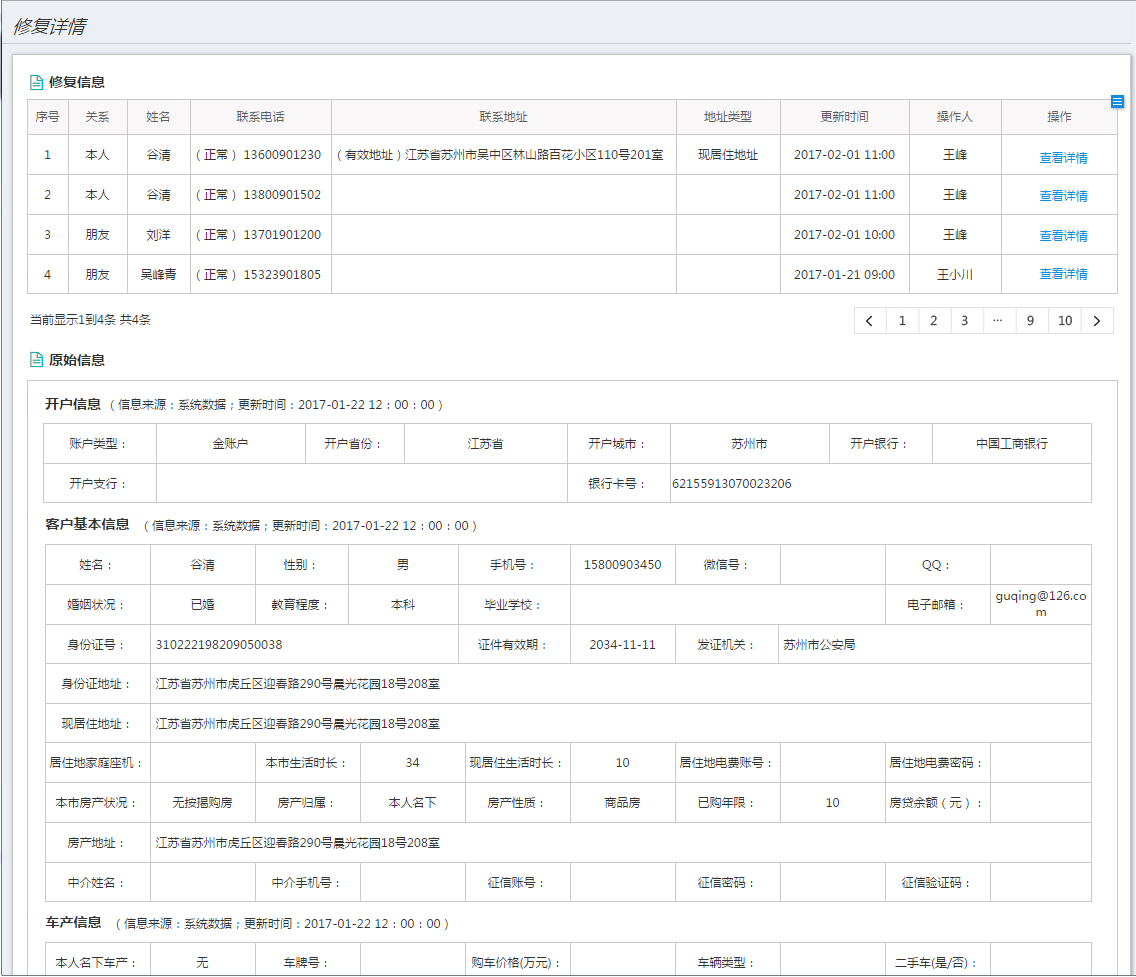 修复详情
修复信息
序号 关系 姓名 联系电话 联系地址 地址类型 更新时间 操作人 操作
1 本人 谷清 （正常）13600901230 （有效地址）江苏省苏州市吴中区林山路百花小区110号201室 现居住地址 2017-02-01 11:00 王峰 查看详情
2 本人 谷清 （正常）13800901502 2017-02-01 11:00 王峰 查看详情
3 朋友 刘洋 （正常）13701901200 2017-02-01 10:00 王峰 查看详情
4 朋友 吴峰青 （正常）15323901805 2017-01-21 09:00 王小川 查看详情
当前显示1到4条 共4条 1 2 3 ··· 9 10
原始信息
开户信息（信息来源：系统数据；更新时间：2017-01-22 12：00：00）
账户类型： 金账户 开户省份： 江苏省 开户城市： 苏州市 开户银行： 中国工商银行
开户支行： 银行卡号： 62155913070023206
客户基本信息（信息来源：系统数据；更新时间：2017-01-22 12：00：00）
姓名： 谷清 性别： 男 手机号： 15800903450 微信号： QQ：
婚姻状况： 已婚 教育程度： 本科 毕业学校： 电子邮箱： guqing@126.co
m
身份证号： 310222198209050038 证件有效期： 2034-11-11 发证机关： 苏州市公安局
身份证地址： 江苏省苏州市虎丘区迎春路290号晨光花园18号208室
现居住地址： 江苏省苏州市虎丘区迎春路290号晨光花园18号208室
居住地家庭座机： 本市生活时长： 34 现居住生活时长： 10 居住地电费账号： 居住地电费密码：
本市房产状况： 无按揭购房 房产归属： 本人名下 房产性质： 商品房 已购年限： 10 房贷余额（元）：
房产地址： 江苏省苏州市虎丘区迎春路290号晨光花园18号208室
中介姓名： 中介手机号： 征信账号： 征信密码： 征信验证码：
车产信息（信息来源：系统数据；更新时间：2017-01-22 12：00：00）
本人名下车产： 无 车牌号： 购车价格(万元)： 车辆类型： 二手车(是/否)：